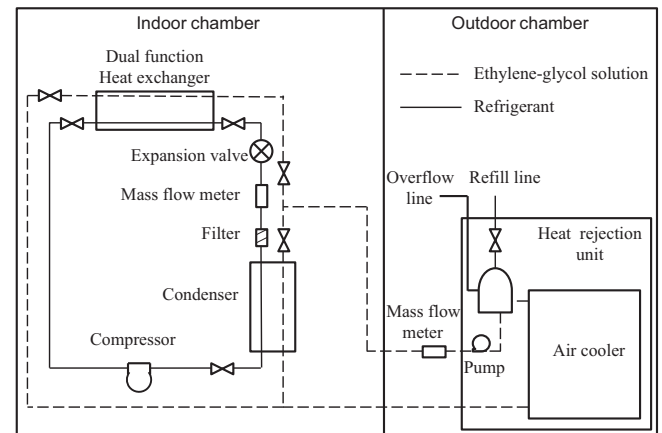 Indoor chamber
Outdoor chamber
Dual function
Heat exchanger
Ethylene-glycol solution
Refrigerant
Expansion valve
Mass flow meter
Overflow
line
Refill line
Filter
Heat rejection
unit
Condenser
Mass flow
meter
Compressor
Air cooler
Pump